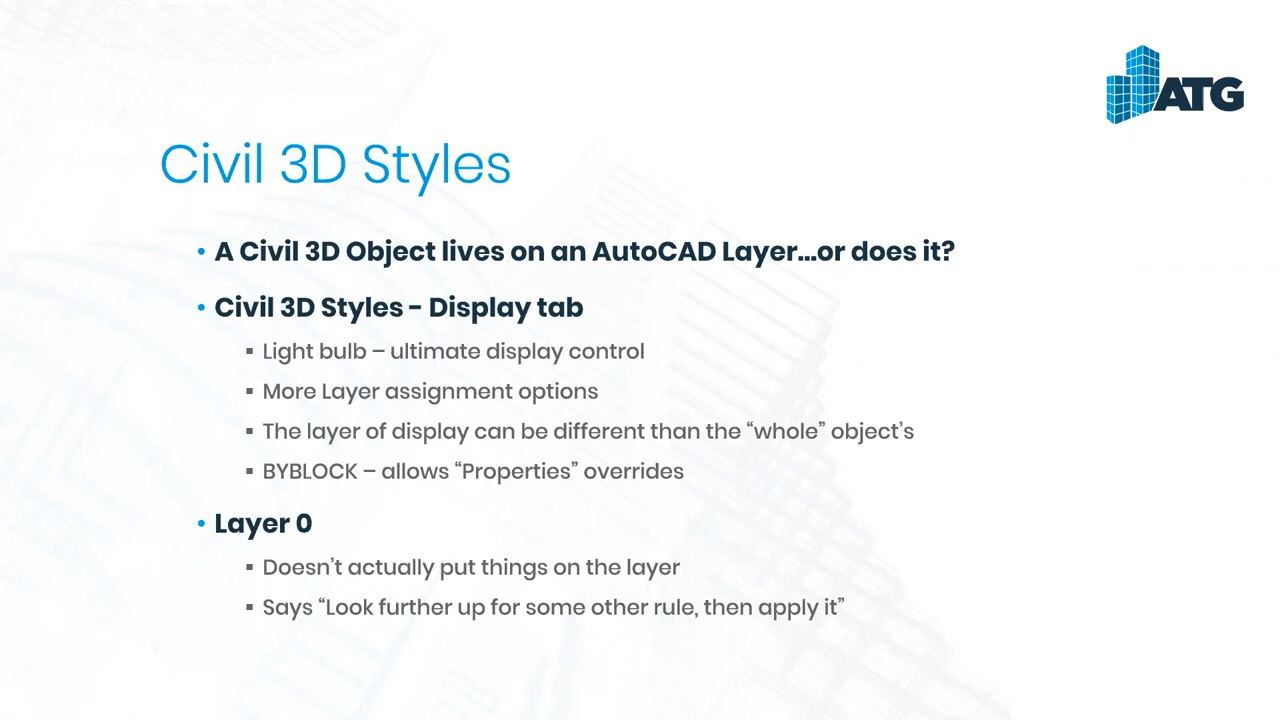 ATG
Civil 3D Styles
• A Civil 3D Object lives on an AutoCAD Layer...or does it?
• Civil 3D Styles - Display tab
▪ Light bulb – ultimate display control
▪ More Layer assignment options
▪ The layer of display can be different than the “whole” object’s
▪ BYBLOCK – allows “Properties” overrides
• Layer 0
▪ Doesn’t actually put things on the layer
▪ Says “Look further up for some other rule, then apply it”